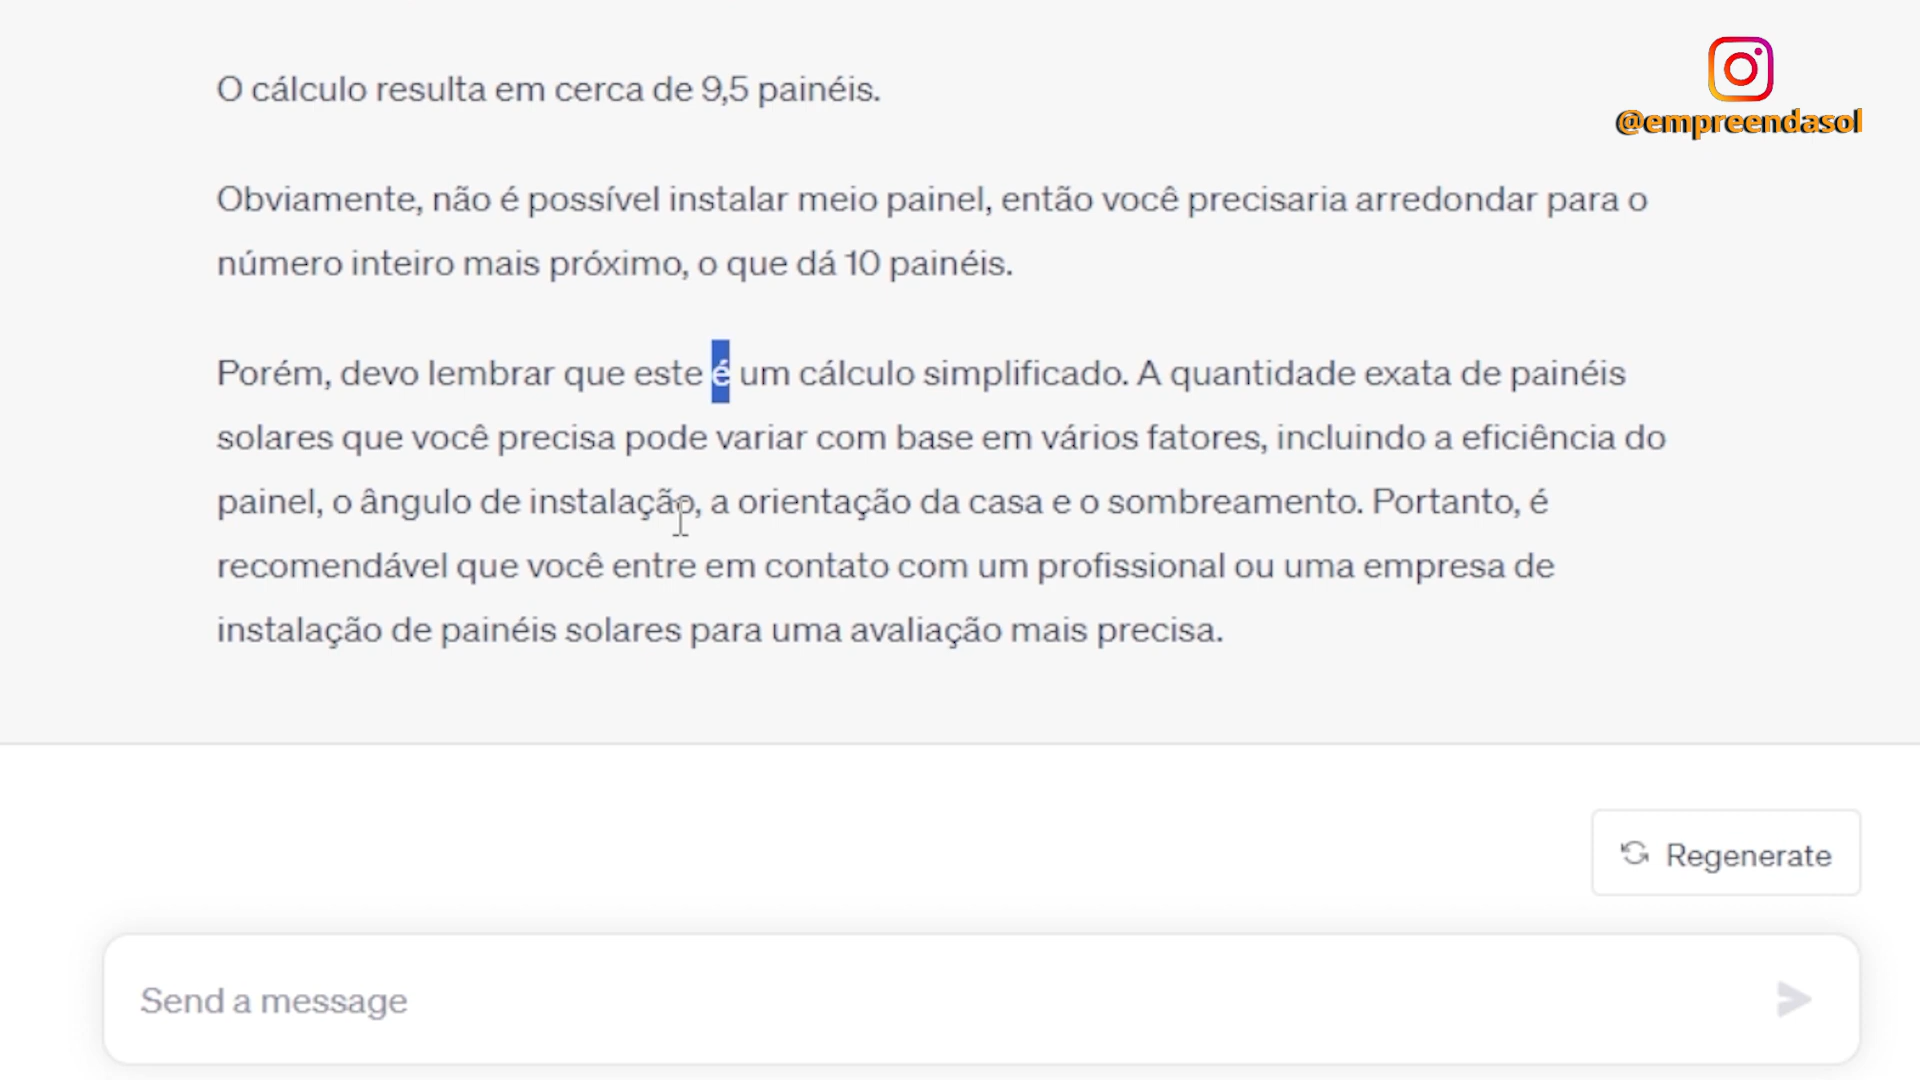 @empreendasol
O cálculo resulta em cerca de 9,5 painéis.
Obviamente, não é possível instalar meio painel, então você precisaria arredondar para o
número inteiro mais próximo, o que dá 10 painéis.
Porém, devo lembrar que este é um cálculo simplificado. A quantidade exata de painéis
solares que você precisa pode variar com base em vários fatores, incluindo a eficiência do
painel, o ângulo de instalação, a orientação da casa e o sombreamento. Portanto, é
recomendável que você entre em contato com um profissional ou uma empresa de
instalação de painéis solares para uma avaliação mais precisa.
Regenerate
Send a message